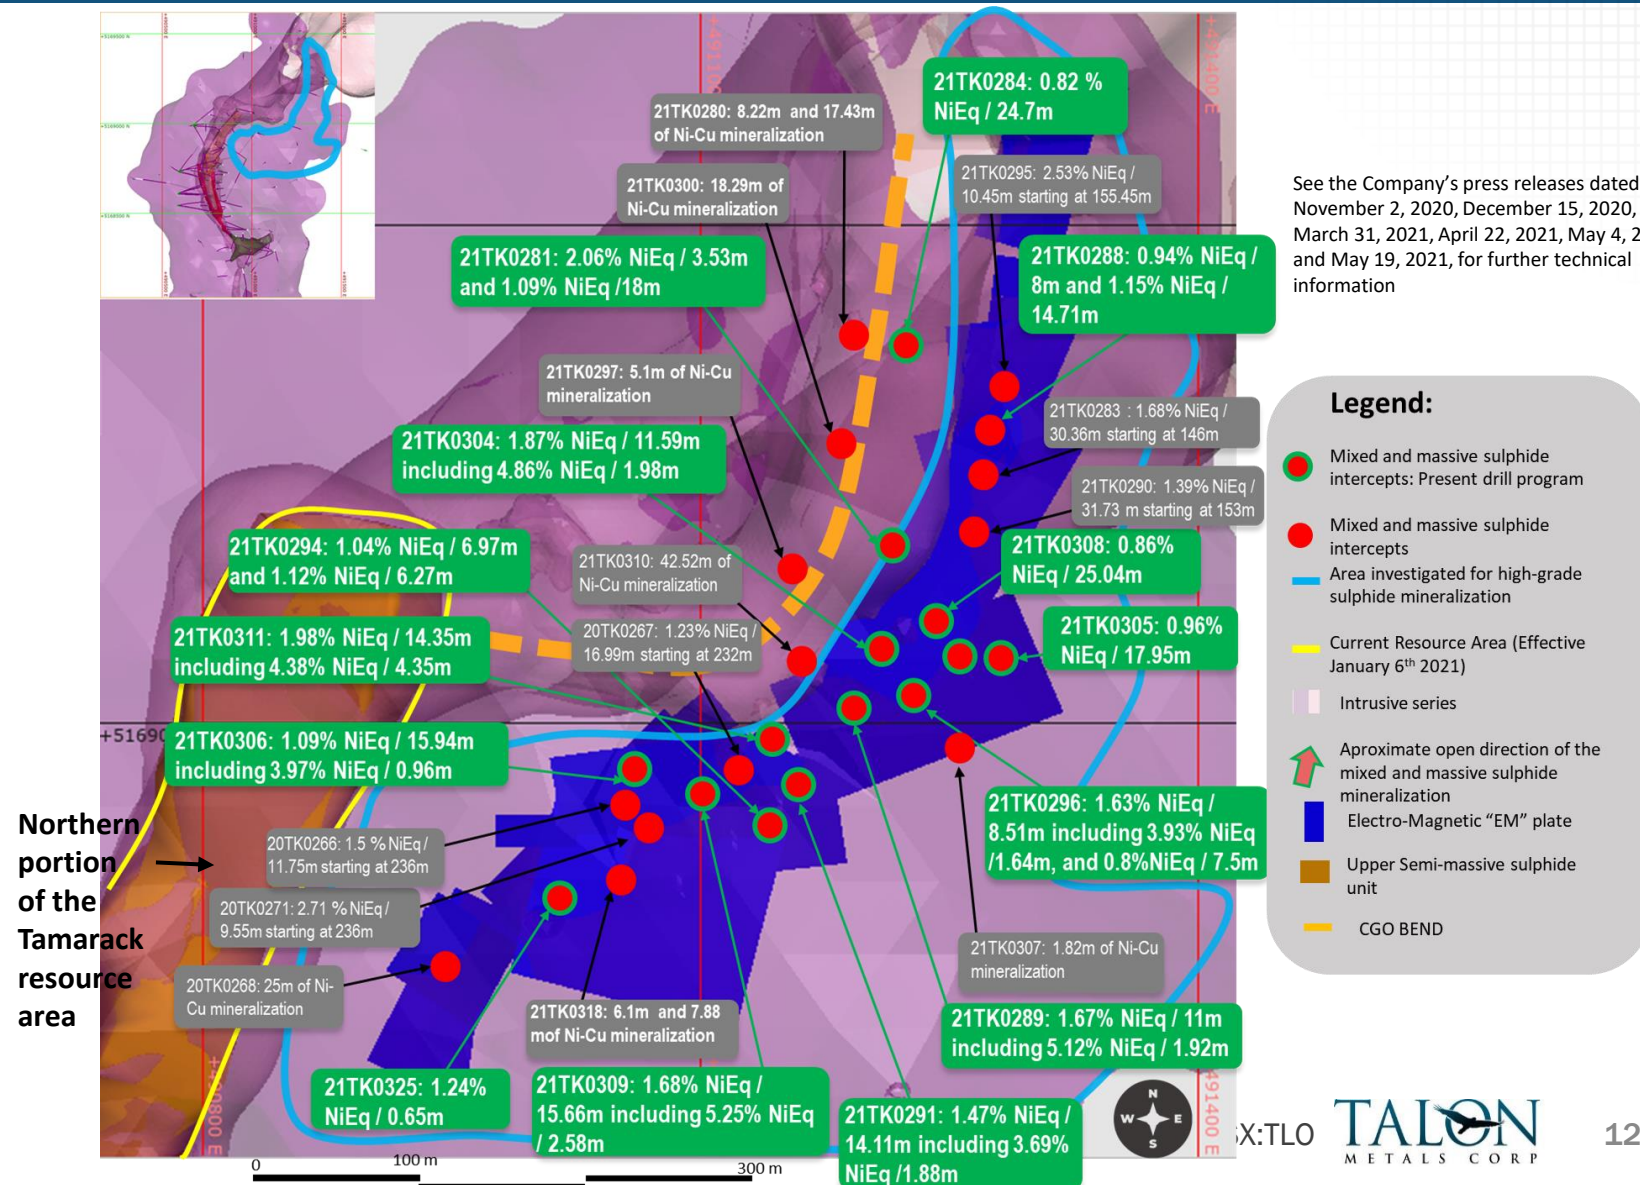 21TK0284: 0.82 %
NiEq / 24.7m
21TK0280: 8.22m and 17.43m
of Ni-Cu mineralization
21TK0295: 2.53% NiEq /
10.45m starting at 155.45m
21TK0300: 18.29m of
Ni-Cu mineralization
21TK0281: 2.06% NiEq / 3.53m
and 1.09% NiEq /18m
21TK0288: 0.94% NiEq /
8m and 1.15% NiEq /
14.71m
21TK0297: 5.1m of Ni-Cu
mineralization
21TK0283 : 1.68% NiEq /
30.36m starting at 146m
21TK0304: 1.87% NiEq / 11.59m
including 4.86% NiEq / 1.98m
21TK0290: 1.39% NiEq /
31.73 m starting at 153m
21TK0294: 1.04% NiEq / 6.97m
and 1.12% NiEq / 6.27m
21TK0310: 42.52m of
Ni-Cu mineralization
21TK0308: 0.86%
NiEq / 25.04m
21TK0311: 1.98% NiEq / 14.35m
including 4.38% NiEq / 4.35m
20TK0267: 1.23% NiEq /
16.99m starting at 232m
21TK0305: 0.96%
NiEq / 17.95m
+51690
21TK0306: 1.09% NiEq / 15.94m
including 3.97% NiEq / 0.96m
21TK0296: 1.63% NiEq /
8.51m including 3.93% NiEq
/1.64m, and 0.8%NiEq / 7.5m
Northern
portion
of the
Tamarack
resource
area
20TK0266: 1.5 % NiEq /
11.75m starting at 236m
20TK0271: 2.71 % NiEq /
9.55m starting at 236m
20TK0268: 25m of Ni-
Cu mineralization
21TK0318: 6.1m and 7.88
mof Ni-Cu mineralization
21TK0307: 1.82m of Ni-Cu
mineralization
21TK0289: 1.67% NiEq / 11m
including 5.12% NiEq / 1.92m
21TK0325: 1.24%
NiEq / 0.65m
21TK0309: 1.68% NiEq /
15.66m including 5.25% NiEq
/ 2.58m
21TK0291: 1.47% NiEq /
14.11m including 3.69%
NiEq /1.88m
+491400 E
491400 E
N
W E
S
0 100 m 300 m
See the Company's press releases dated
November 2, 2020, December 15, 2020,
March 31, 2021, April 22, 2021, May 4, 2
and May 19, 2021, for further technical
information
Legend:
Mixed and massive sulphide
intercepts: Present drill program
Mixed and massive sulphide
intercepts
Area investigated for high-grade
sulphide mineralization
Current Resource Area (Effective
January 6th 2021)
Intrusive series
Aproximate open direction of the
mixed and massive sulphide
mineralization
Electro-Magnetic "EM" plate
Upper Semi-massive sulphide
unit
CGO BEND
SX:TLO
TALON
METALS CORP
12